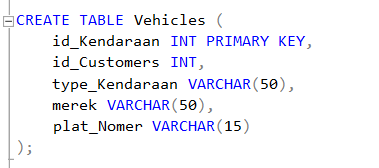 CREATE TABLE Vehicles (
    id_Kendaraan INT PRIMARY KEY,
    id_Customers INT,
    type_Kendaraan VARCHAR(50),
    merek VARCHAR(50),
    plat_Nomer VARCHAR(15)
);